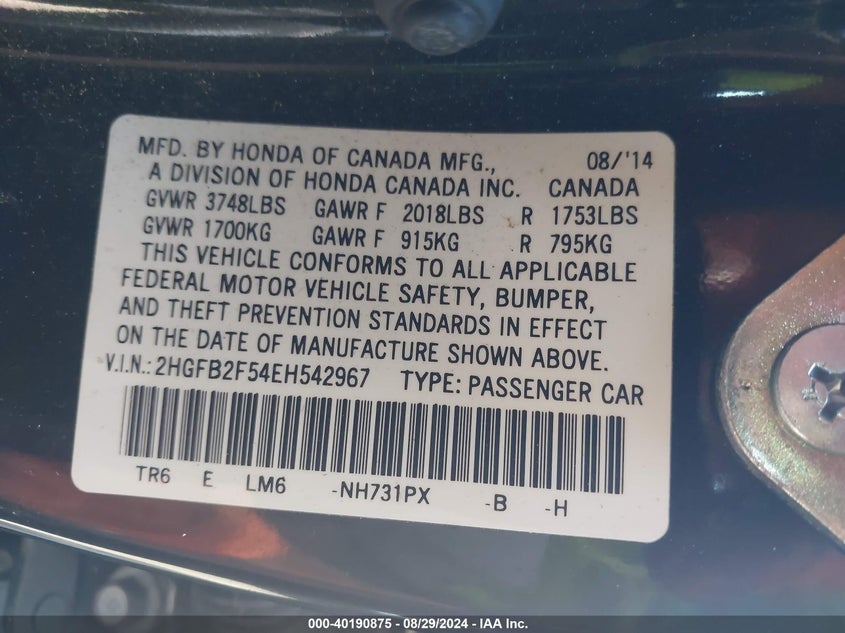 MFD. BY HONDA OF CANADA MFG., 08/'14
A DIVISION OF HONDA CANADA INC. CANADA
GVWR 3748LBS GAWR F 2018LBS R 1753LBS
GVWR 1700KG GAWR F 915KG R 795KG
THIS VEHICLE CONFORMS TO ALL APPLICABLE
FEDERAL MOTOR VEHICLE SAFETY, BUMPER,
AND THEFT PREVENTION STANDARDS IN EFFECT
ON THE DATE OF MANUFACTURE SHOWN ABOVE.
V.I.N.: 2HGFB2F54EH542967 TYPE: PASSENGER CAR
TR6 E LM6 -NH731PX -B -H
000-40190875 - 08/29/2024 - IAA Inc.